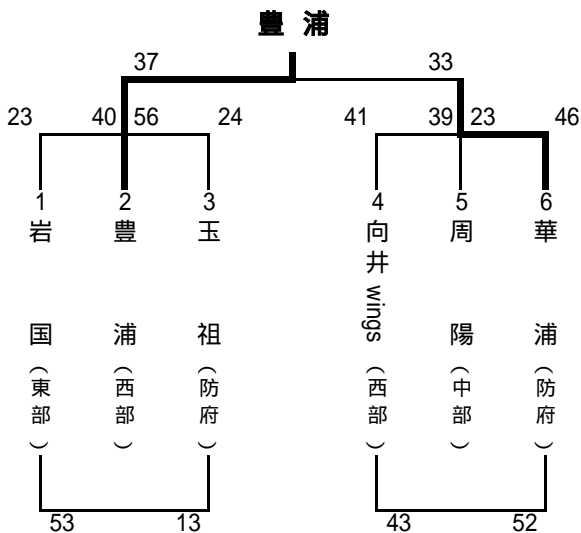 豊浦
37 33
23 40 56 24 41 39 23 46
1 2 3 4 5 6
岩国（東部）
豊浦（西部）
玉祖（防府）
向井wings（西部）
周陽（中部）
華浦（防府）
53 13 43 52